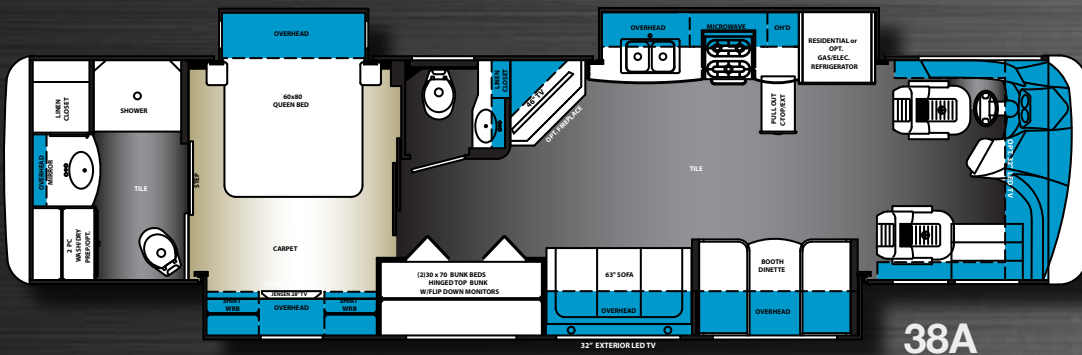 LINEN
CLOSET
SHOWER
OVERHEAD
MIRROR
TILE
2 PC
WASH/DRY
PREP/OPT.
STEP
OVERHEAD
60x80
QUEEN BED
CARPET
JENSEN 28" TV
SHIRT
WRB
OVERHEAD
SHIRT
WRB
LINEN
CLOSET
46" TV
OPT. FIREPLACE
OVERHEAD
MICROWAVE
OH'D
RESIDENTIAL or
OPT.
GAS/ELEC.
REFRIGERATOR
PULL OUT
C-TOP/EXT
TILE
OPT. 32" LED TV
(2)30 x 70 BUNK BEDS
HINGED TOP BUNK
W/FLIP DOWN MONITORS
63" SOFA
OVERHEAD
BOOTH
DINETTE
OVERHEAD
32" EXTERIOR LED TV
38A